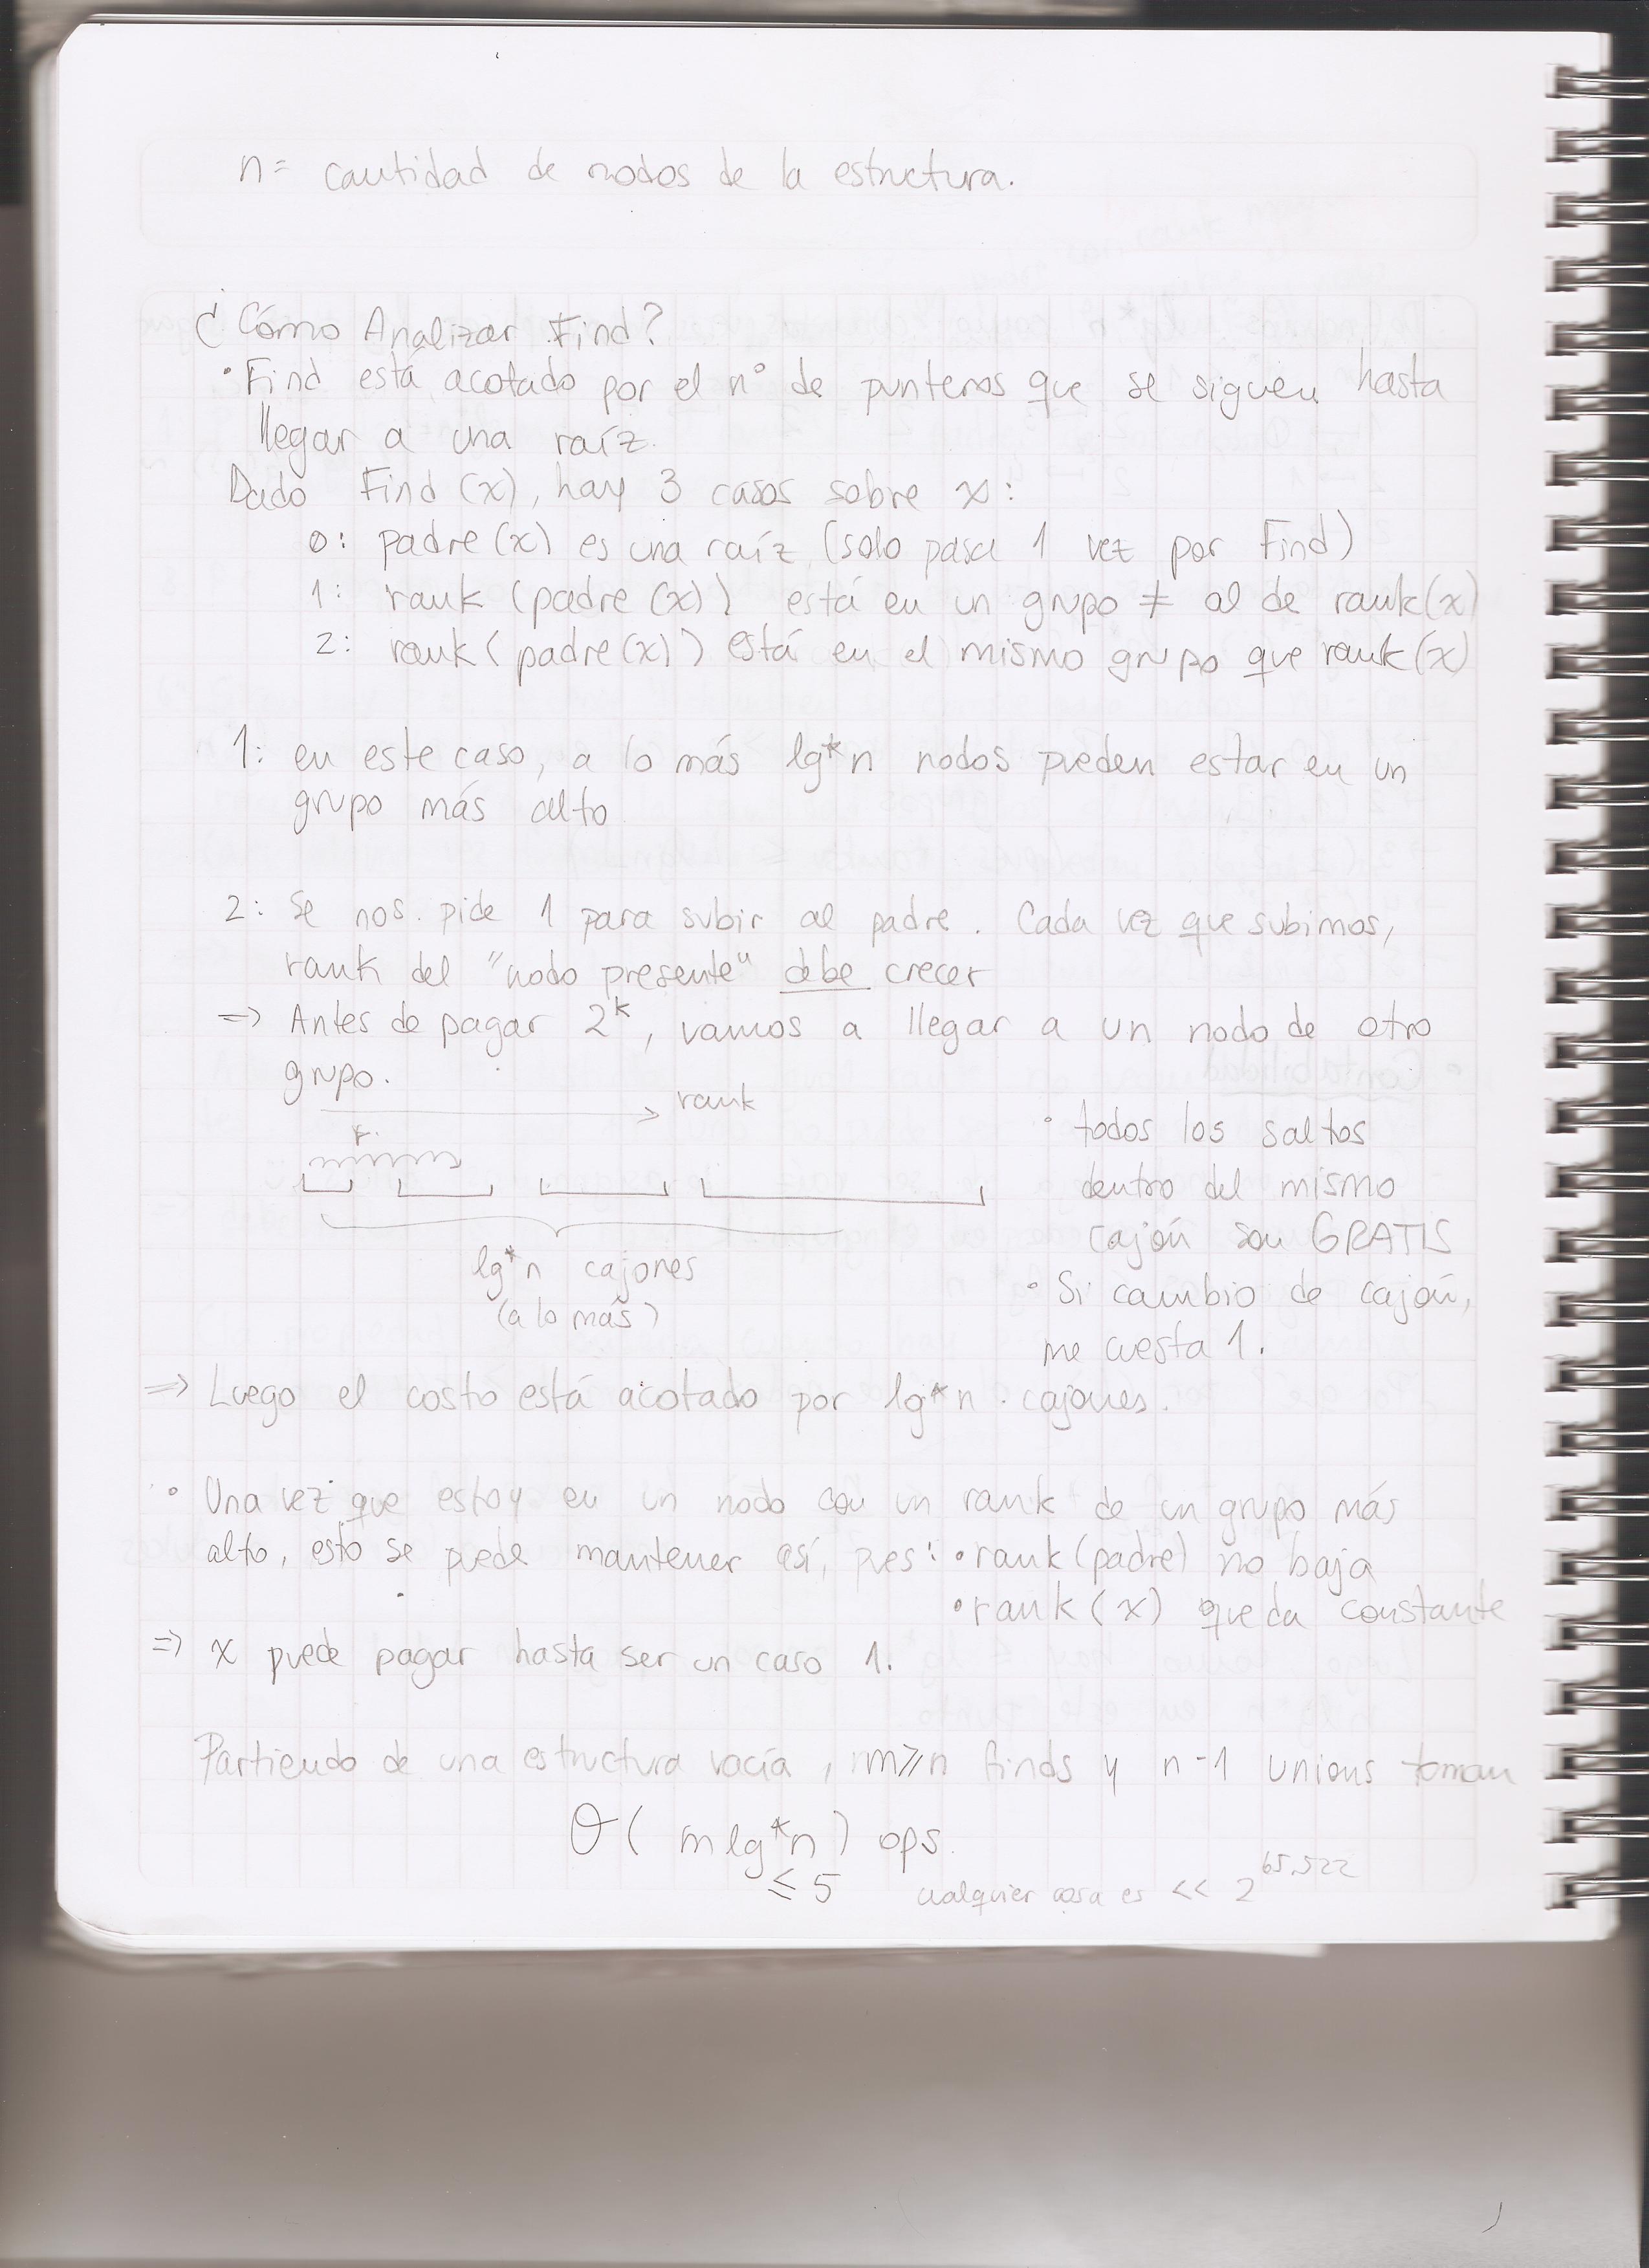 n = cantidad de nodos de la estructura.
¿Cómo Analizar Find?
• Find está acotado por el n° de punteros que se siguen hasta
llegar a una raíz.
Dado Find (x), hay 3 casos sobre x:
0: padre (x) es una raíz (solo pasa 1 vez por Find)
1: rank (padre (x)) está en un grupo ≠ al de rank(x)
2: rank (padre (x)) está en el mismo grupo que rank (x)
1: en este caso, a lo más lg*n nodos pueden estar en un
grupo más alto
2: Se nos pide 1 para subir al padre. Cada vez que subimos,
rank del "nodo presente" debe crecer
=> Antes de pagar 2^k, vamos a llegar a un nodo de otro
grupo.
rank
lg*n cajones
(a lo más)
• todos los saltos
dentro del mismo
cajón son GRATIS
• Si cambio de cajón,
me cuesta 1.
=> Luego el costo está acotado por lg*n cajones.
• Una vez que estoy en un nodo con un rank de un grupo más
alto, esto se puede mantener así, pues: • rank (padre) no baja
• rank (x) queda constante
=> x puede pagar hasta ser un caso 1.
Partiendo de una estructura vacía, m ≥ n finds y n-1 unions toman
O( m lg*n ) ops.
≤ 5 cualquier cosa es << 2^65.522